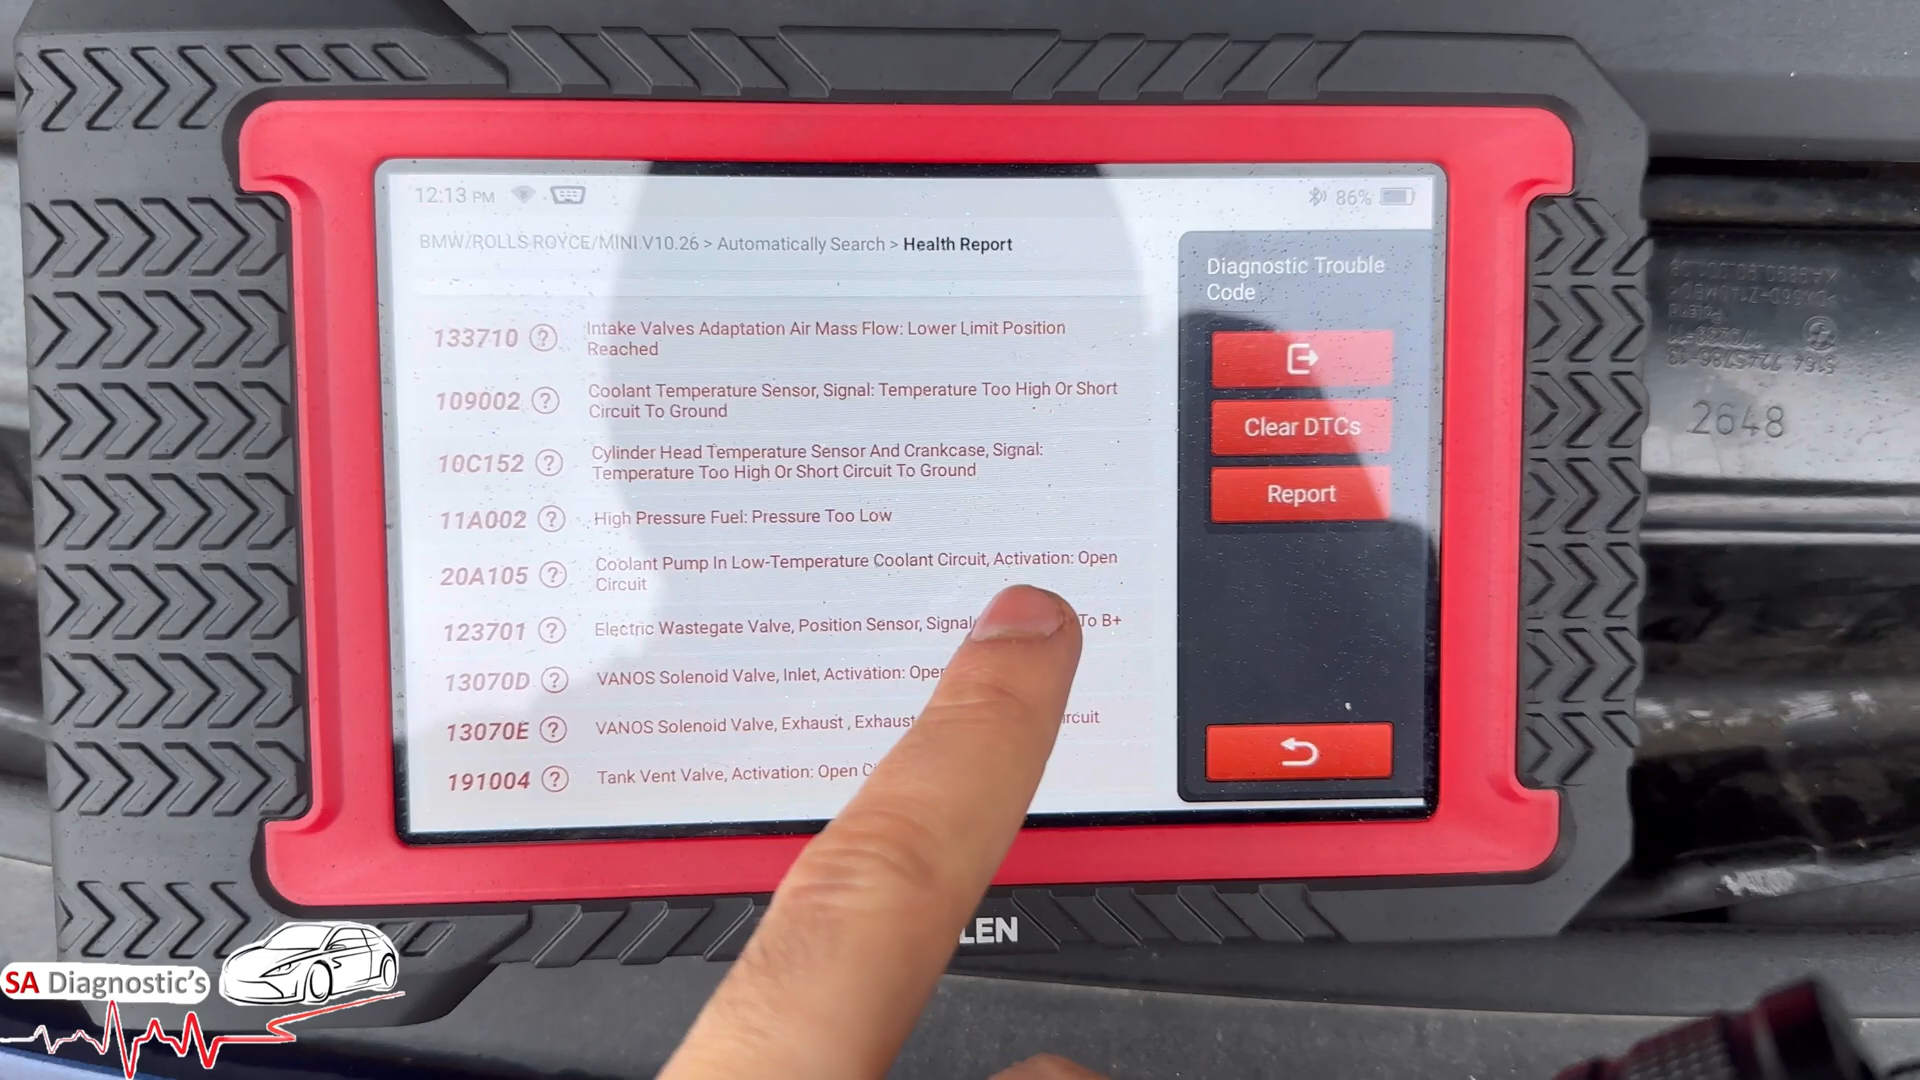 12:13 PM
86%
BMW/ROLLS ROYCE/MINI V10.26 > Automatically Search > Health Report
Diagnostic Trouble
Code
133710 ? Intake Valves Adaptation Air Mass Flow: Lower Limit Position
Reached
109002 ? Coolant Temperature Sensor, Signal: Temperature Too High Or Short
Circuit To Ground
10C152 ? Cylinder Head Temperature Sensor And Crankcase, Signal:
Temperature Too High Or Short Circuit To Ground
11A002 ? High Pressure Fuel: Pressure Too Low
20A105 ? Coolant Pump In Low-Temperature Coolant Circuit, Activation: Open
Circuit
123701 ? Electric Wastegate Valve, Position Sensor, Signal To B+
13070D ? VANOS Solenoid Valve, Inlet, Activation:
13070E ? VANOS Solenoid Valve, Exhaust , Exhaust
191004 ? Tank Vent Valve, Activation: Open
Clear DTCs
Report
2648
LEN
SA Diagnostic's